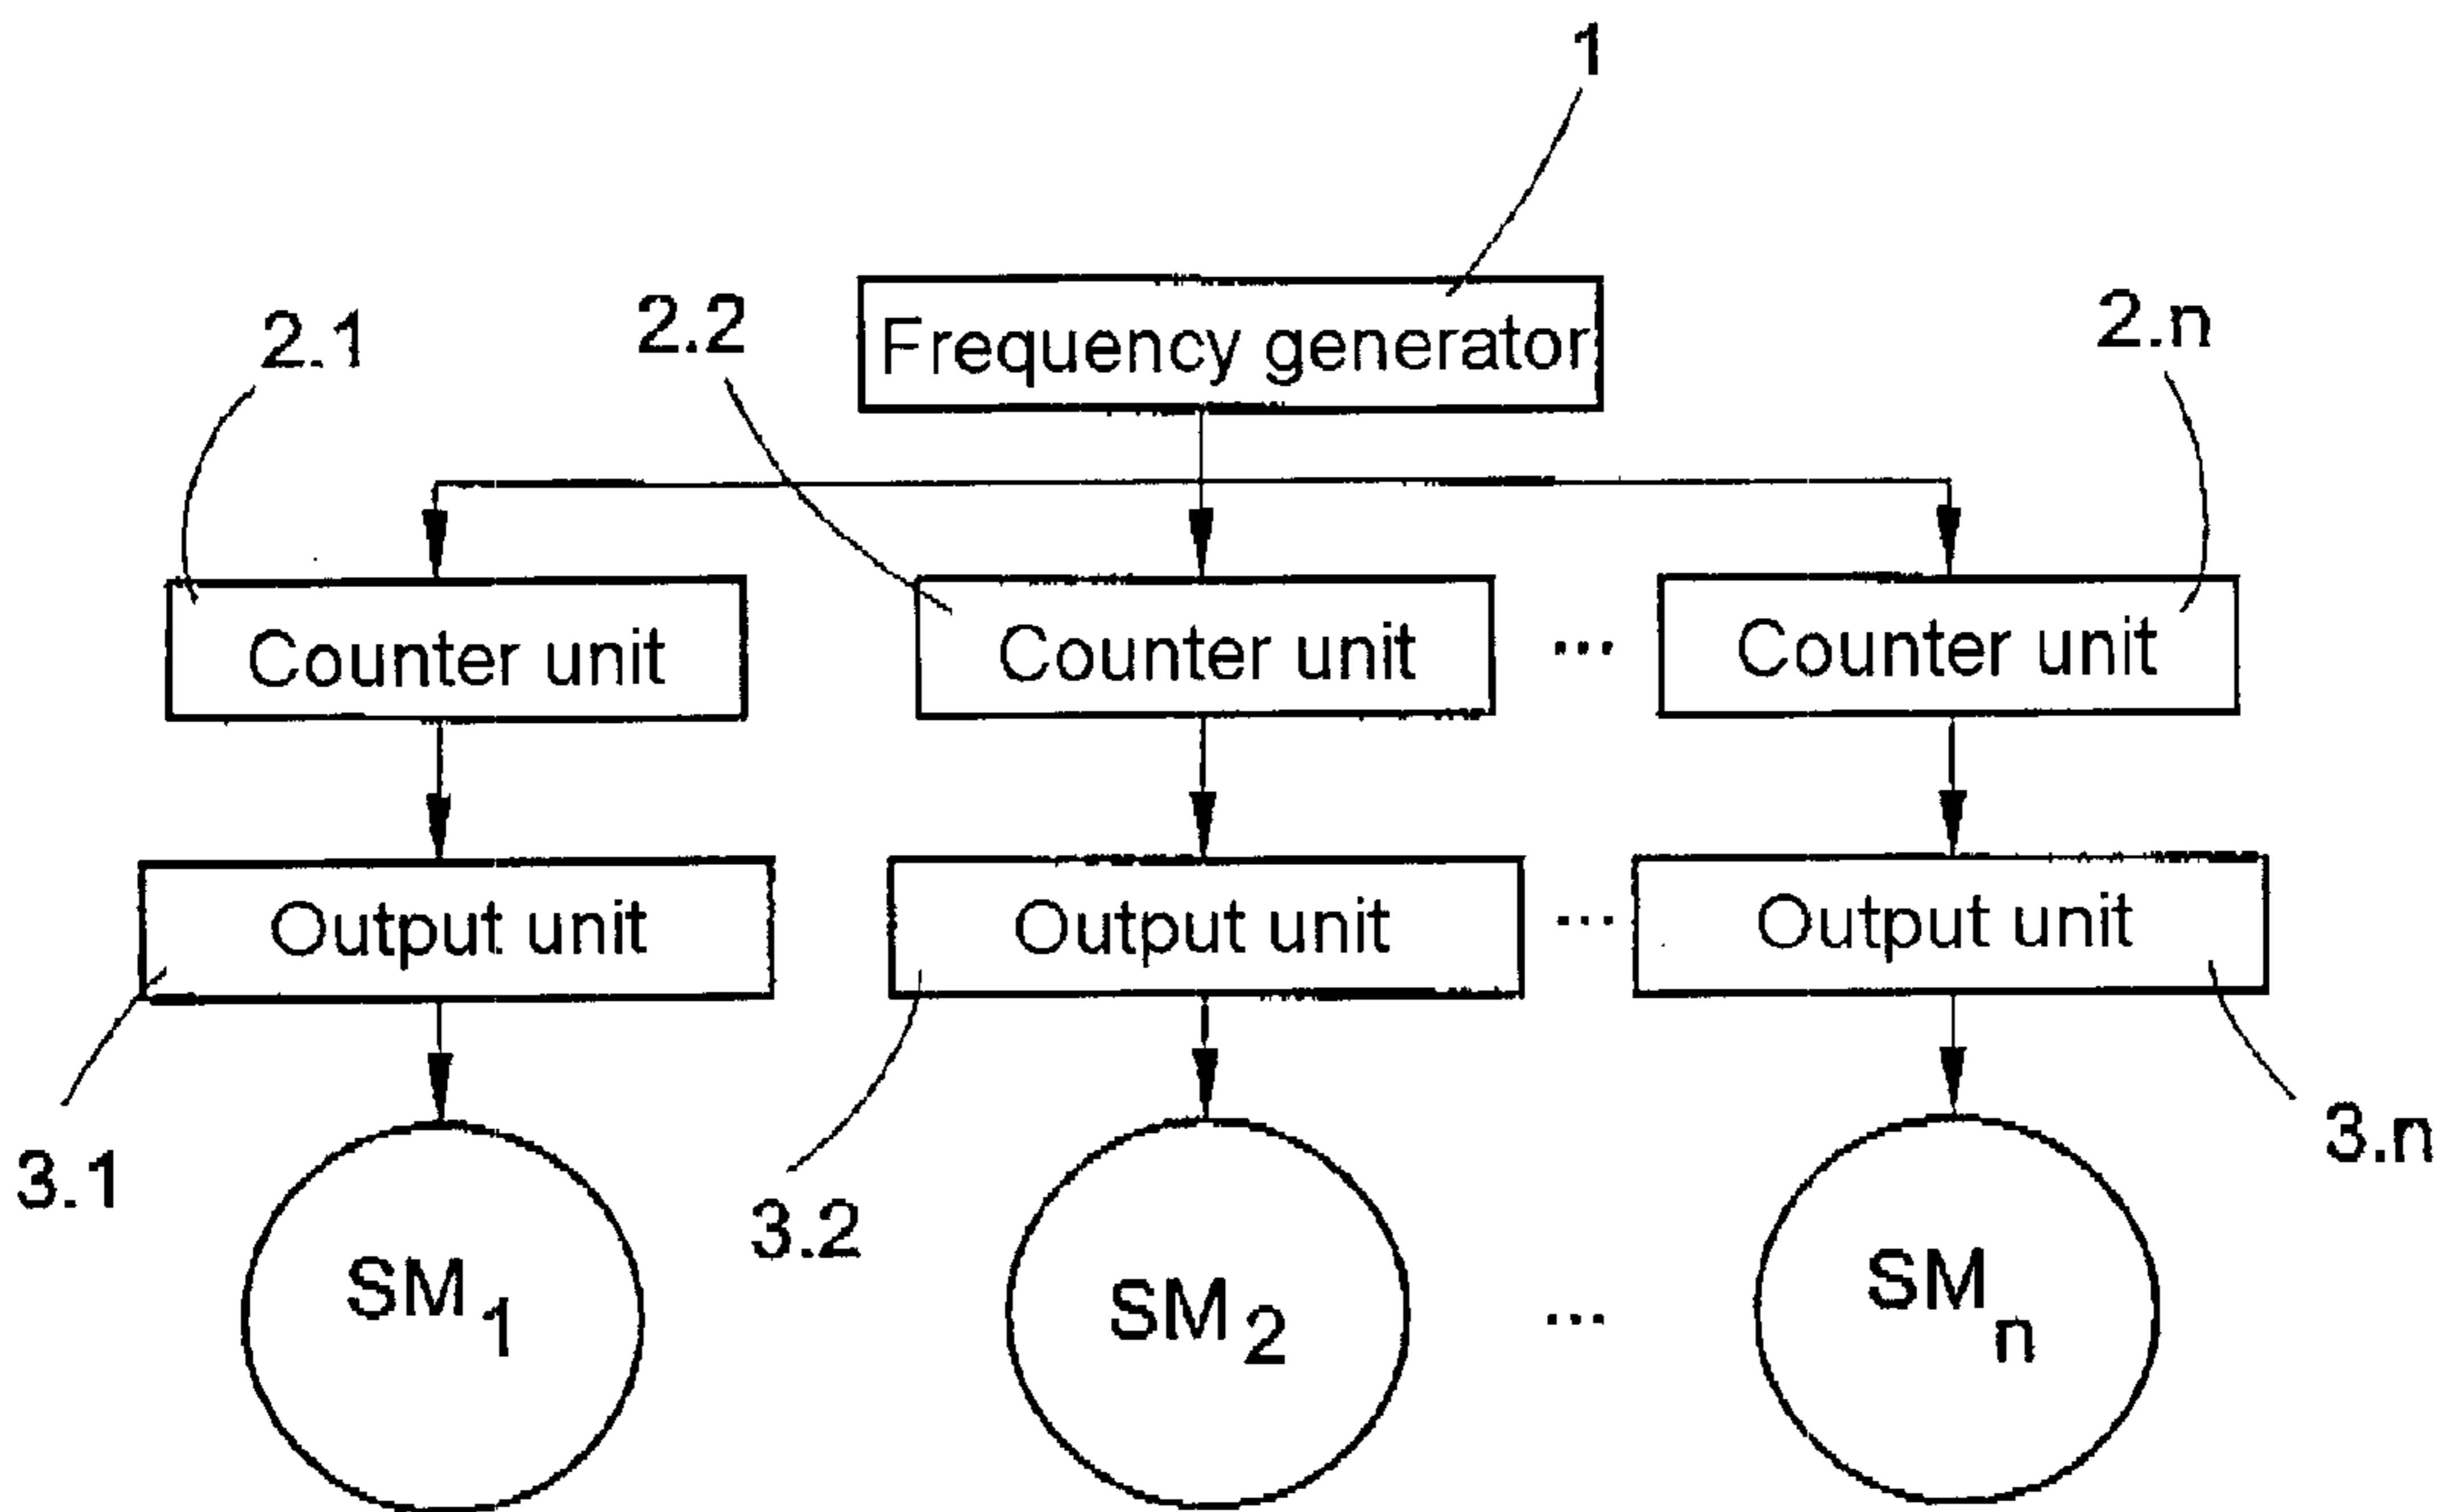 1
2.1
2.2
2.n
Frequency generator
Counter unit
Counter unit
...
Counter unit
Output unit
Output unit
...
Output unit
3.1
3.2
3.n
SM1
SM2
...
SMn